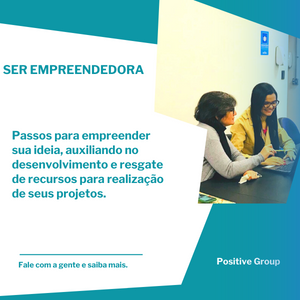 SER EMPREENDEDORA
Passos para empreender
sua ideia, auxiliando no
desenvolvimento e resgate
de recursos para realização
de seus projetos.
Fale com a gente e saiba mais.
Positive Group